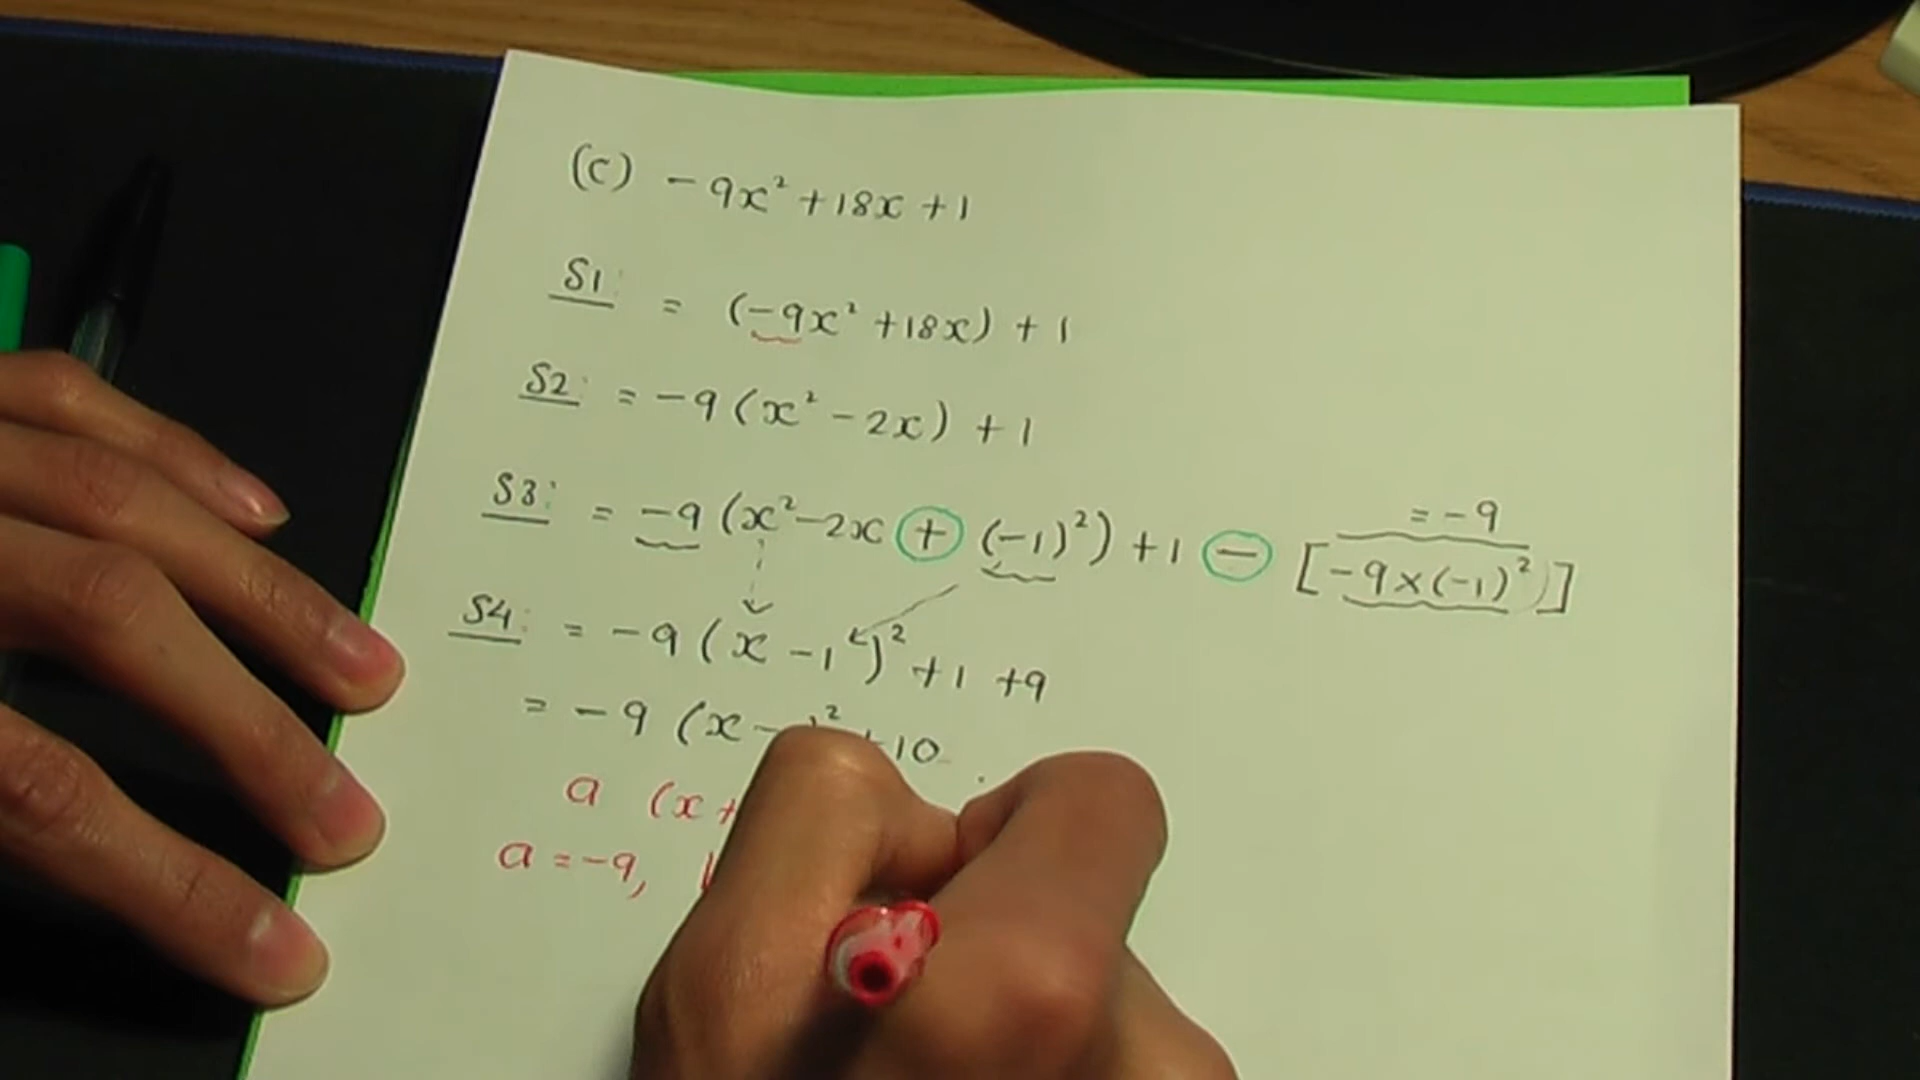 (c) -9x² +18x +1
S1: = (-9x² +18x) + 1
S2: = -9(x² - 2x) + 1
= -9
S3: = -9(x²-2x + (-1)²) +1 - [-9×(-1)²]
S4: = -9(x -1)² +1 +9
= -9(x- )² +10
a (x+
a =-9,